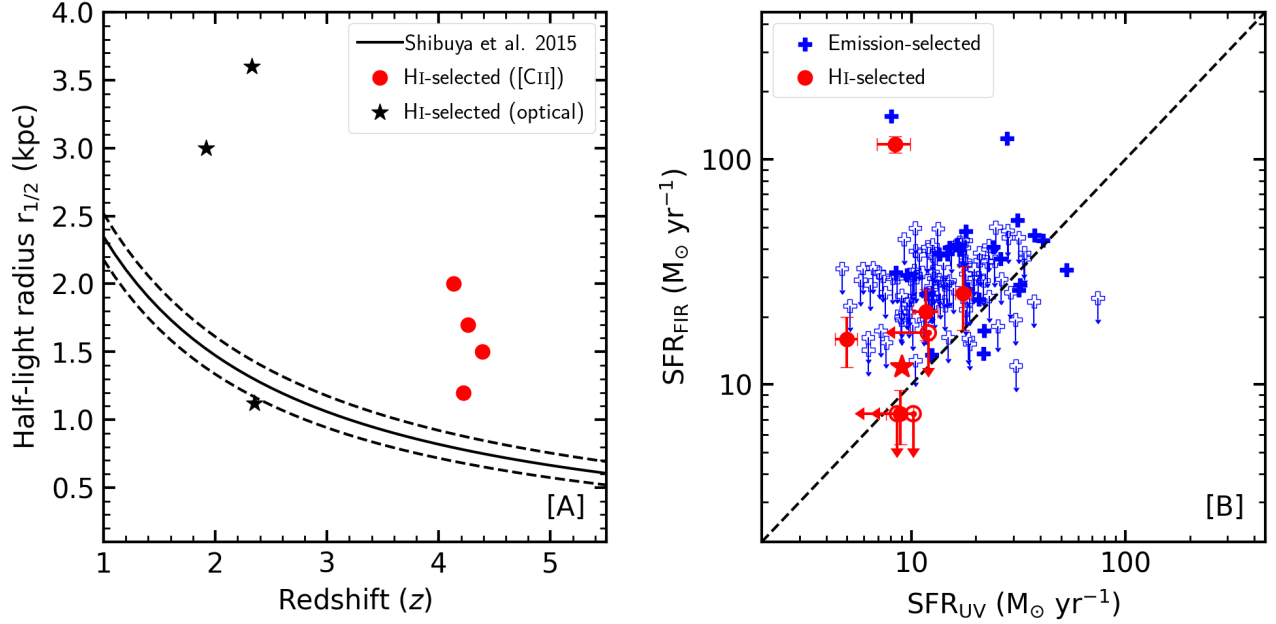 4.0
3.5
3.0
2.5
2.0
1.5
1.0
0.5
Half-light radius r1/2 (kpc)
1
2
3
4
5
Redshift (z)
Shibuya et al. 2015
HI-selected ([CII])
HI-selected (optical)
[A]
100
10
SFRFIR (M⊙ yr−1)
10
100
SFRUV (M⊙ yr−1)
Emission-selected
HI-selected
[B]